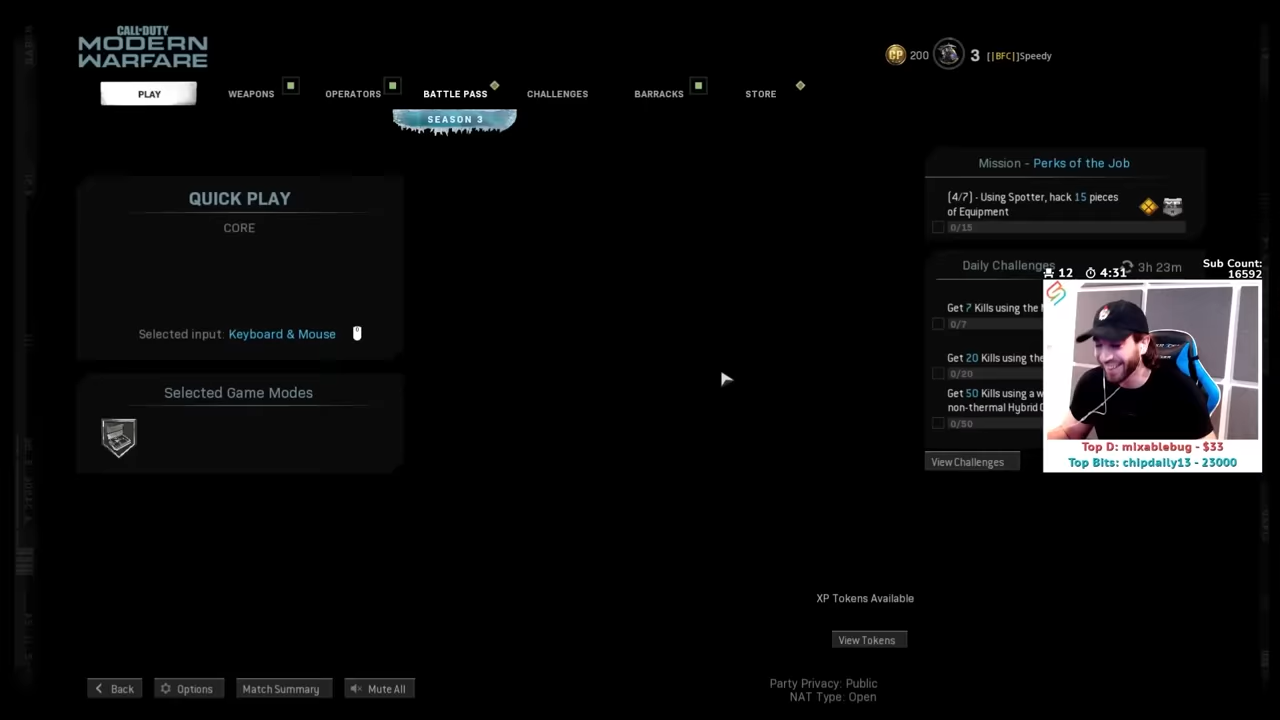 CALL OF DUTY
MODERN
WARFARE
200
3
[[BFC]]Speedy
PLAY
WEAPONS
OPERATORS
BATTLE PASS
CHALLENGES
BARRACKS
STORE
SEASON 3
QUICK PLAY
CORE
Selected input: Keyboard & Mouse
Selected Game Modes
Mission - Perks of the Job
[4/7] - Using Spotter, hack 15 pieces
of Equipment
0/15
Daily Challenges
3h 23m
Get 7 Kills using the
0/7
Get 20 Kills using the
0/20
Get 50 Kills using a w
non-thermal Hybrid
0/50
View Challenges
12
4:31
Sub Count:
16592
Top D: mixablebug - $33
Top Bits: chipdaily13 - 23000
XP Tokens Available
View Tokens
Back
Options
Match Summary
Mute All
Party Privacy: Public
NAT Type: Open